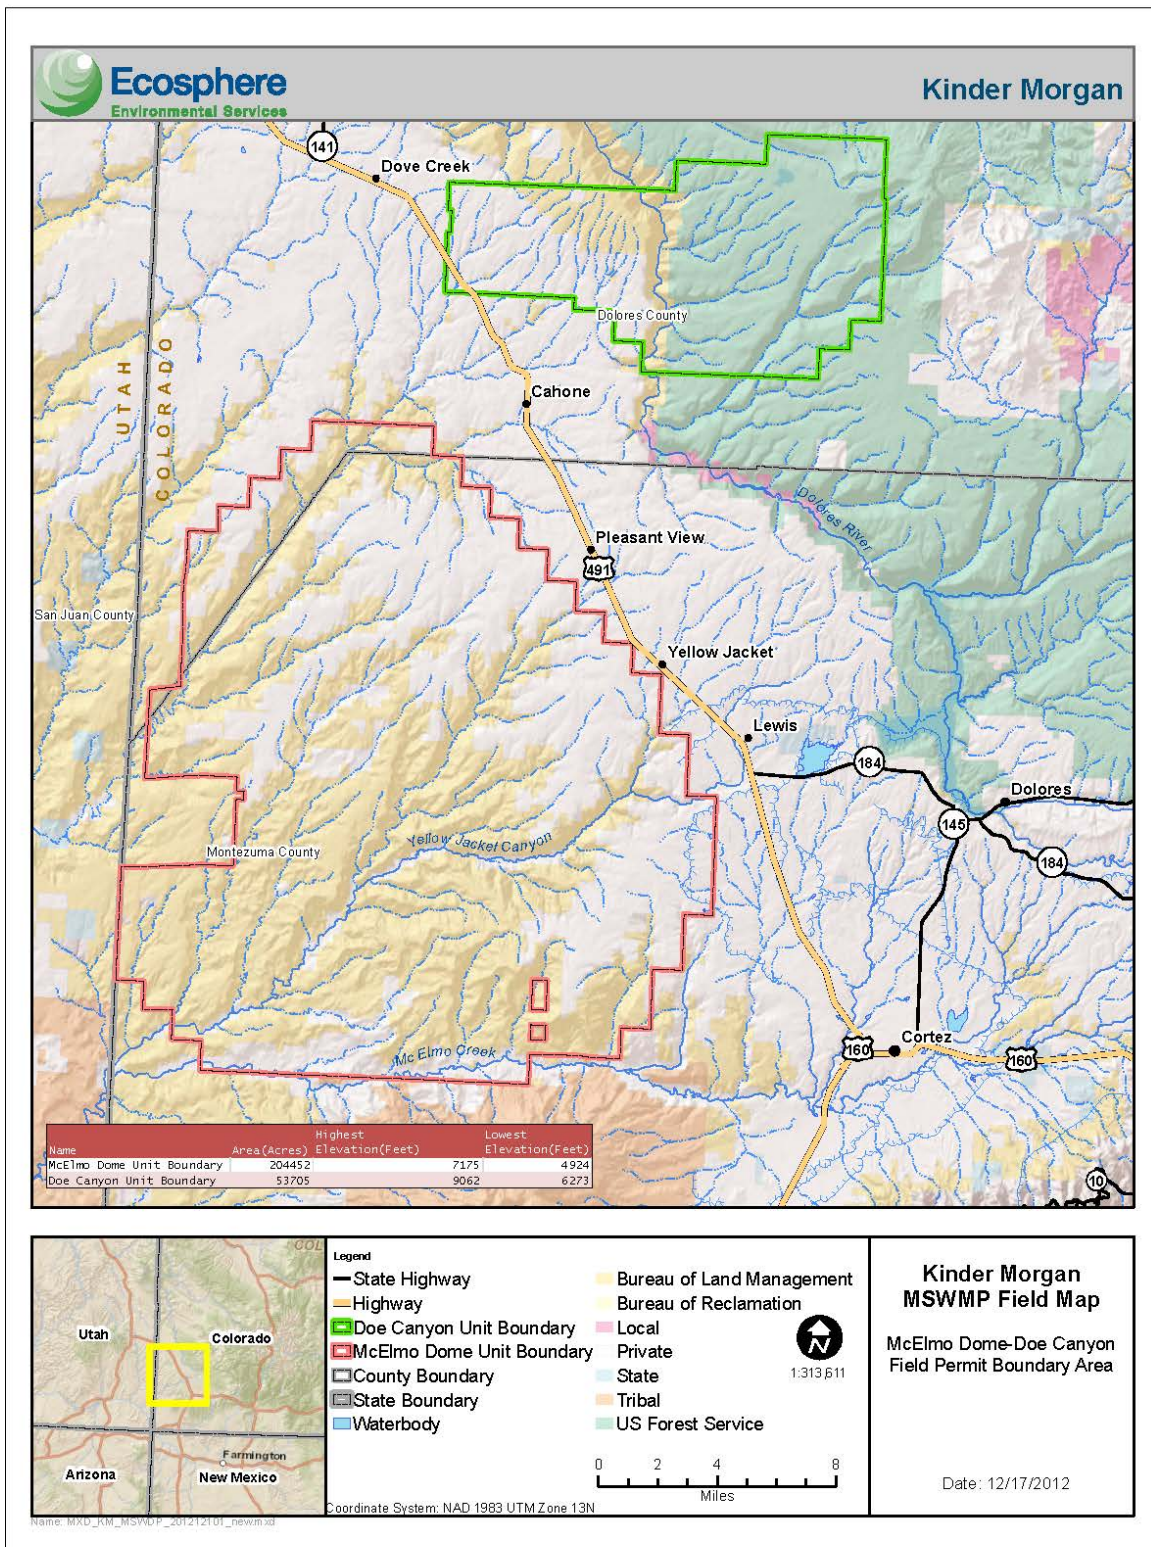 Ecosphere
Environmental Services
Kinder Morgan
141
Dove Creek
Dolores County
UTAH
COLORADO
Cahone
Dolores River
Pleasant View
491
San Juan County
Yellow Jacket
Lewis
184
Dolores
145
184
Yellow Jacket Canyon
Montezuma County
Mc Elmo Creek
Cortez
160
160
10
Name Area(Acres) Highest Elevation(Feet) Lowest Elevation(Feet)
McElmo Dome Unit Boundary 204452 7175 4924
Doe Canyon Unit Boundary 53705 9062 6273
COL
Utah
Colorado
Farmington
Arizona
New Mexico
Legend
State Highway
Highway
Doe Canyon Unit Boundary
McElmo Dome Unit Boundary
County Boundary
State Boundary
Waterbody
Bureau of Land Management
Bureau of Reclamation
Local
Private
State
Tribal
US Forest Service
N
1:313,611
0 2 4 8
Miles
Coordinate System: NAD 1983 UTM Zone 13N
Kinder Morgan
MSWMP Field Map
McElmo Dome-Doe Canyon
Field Permit Boundary Area
Date: 12/17/2012
Name: MXD_KM_MSWDP_201212101_new.mxd